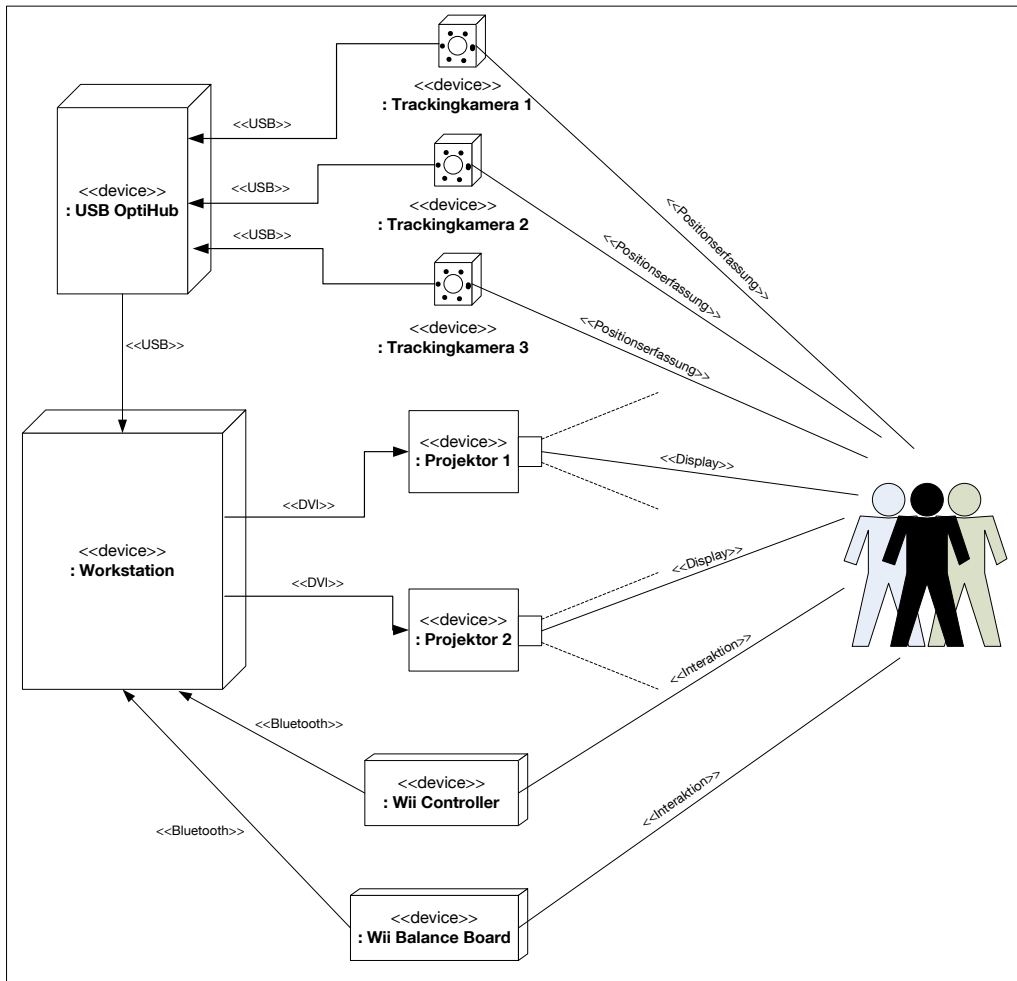 <<device>>
: Trackingkamera 1
<<USB>>
<<device>>
: USB OptiHub
<<USB>>
<<device>>
: Trackingkamera 2
<<USB>>
<<device>>
: Trackingkamera 3
<<Positionserfassung>>
<<Positionserfassung>>
<<Positionserfassung>>
<<USB>>
<<device>>
: Workstation
<<DVI>>
<<device>>
: Projektor 1
<<Display>>
<<DVI>>
<<device>>
: Projektor 2
<<Display>>
<<Bluetooth>>
<<device>>
: Wii Controller
<<Interaktion>>
<<Bluetooth>>
<<device>>
: Wii Balance Board
<<Interaktion>>